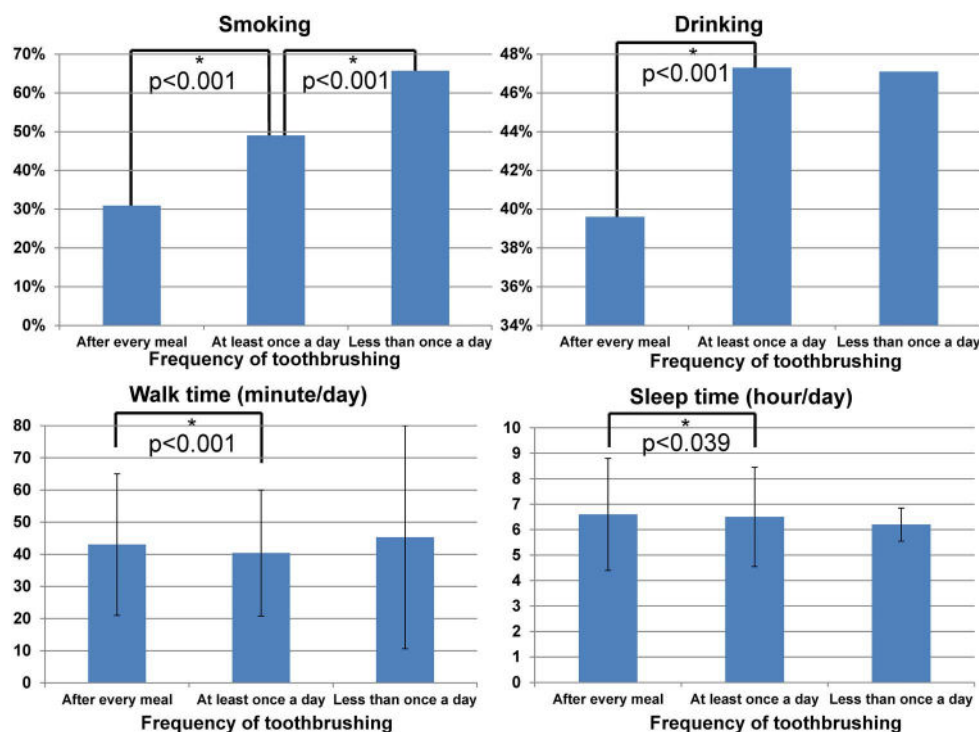 Smoking
70%
60%
50%
40%
30%
20%
10%
0%
*
p<0.001
*
p<0.001
After every meal
At least once a day
Less than once a day
Frequency of toothbrushing
Drinking
48%
46%
44%
42%
40%
38%
36%
34%
*
p<0.001
After every meal
At least once a day
Less than once a day
Frequency of toothbrushing
Walk time (minute/day)
80
70
60
50
40
30
20
10
0
*
p<0.001
After every meal
At least once a day
Less than once a day
Frequency of toothbrushing
Sleep time (hour/day)
10
9
8
7
6
5
4
3
2
1
0
*
p<0.039
After every meal
At least once a day
Less than once a day
Frequency of toothbrushing